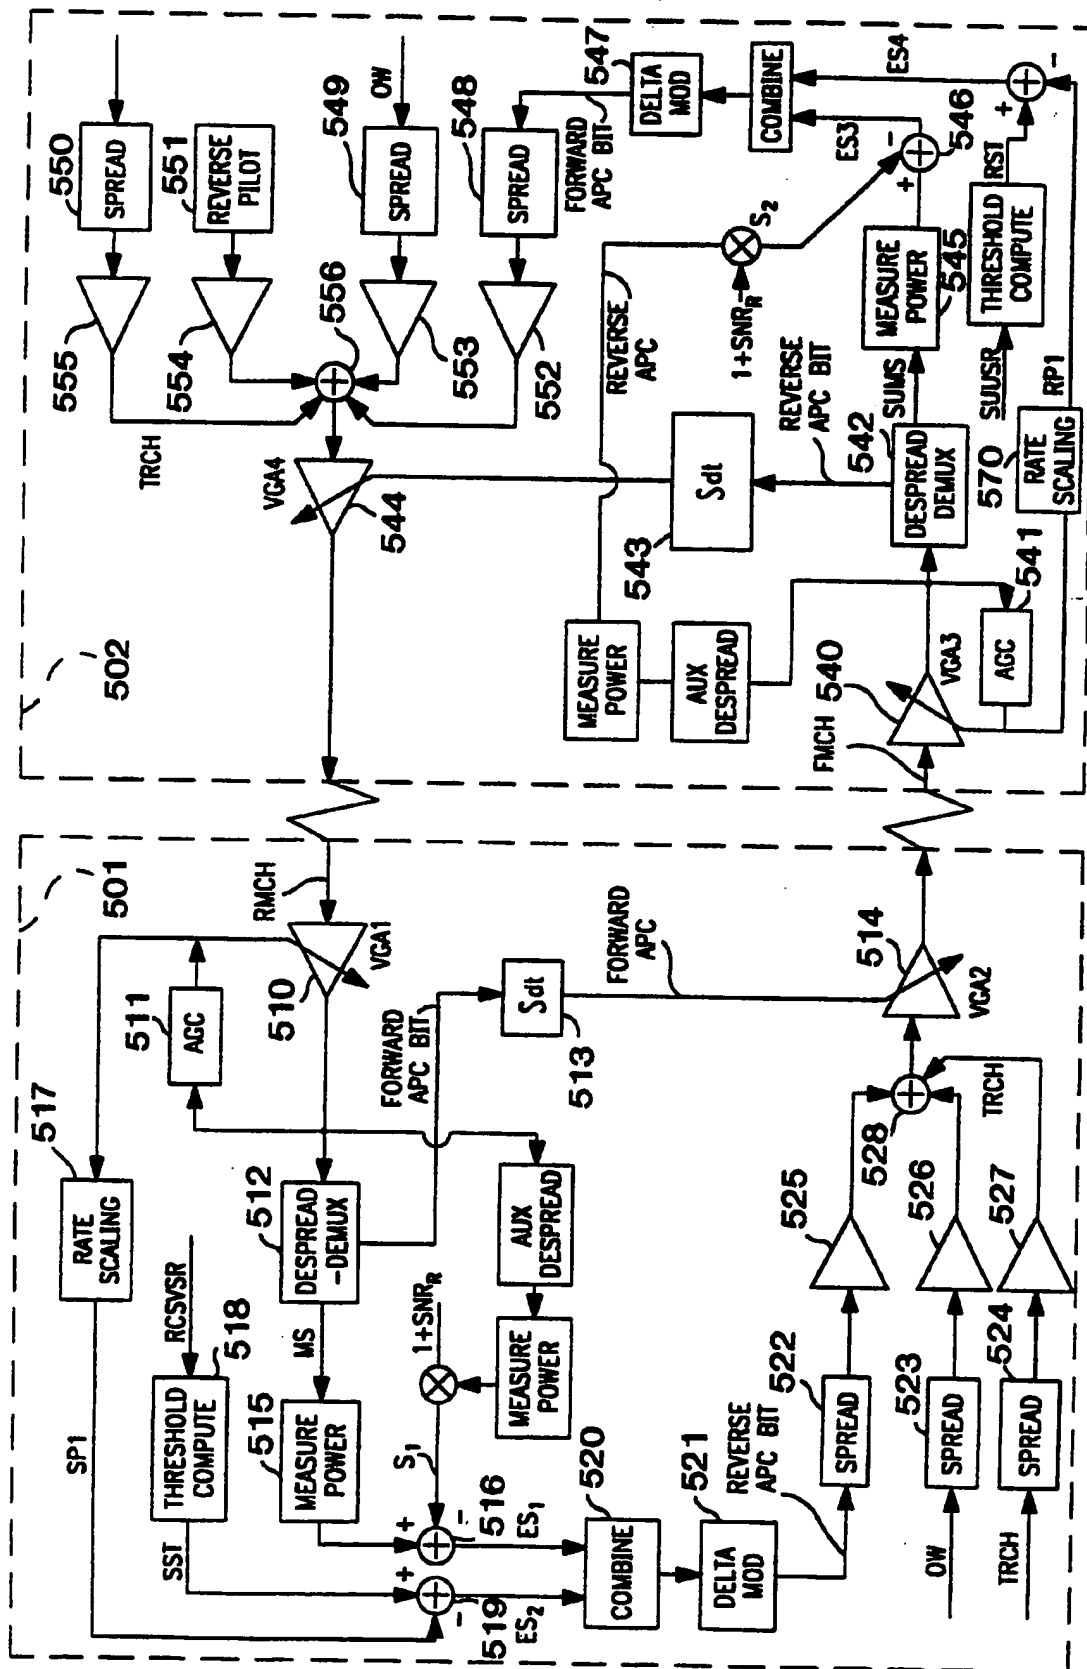 501
517
RATE
SCALING
SP1
511
AGC
RMCH
VGA1
510
RCSVSR
THRESHOLD
COMPUTE
518
SST
512
DESPREAD
-DEMUX
MS
515
MEASURE
POWER
FORWARD
APC BIT
Sdt
513
FORWARD
APC
1+SNRR
AUX
DESPREAD
MEASURE
POWER
S1
+
-
516
ES1
+
-
519
ES2
520
COMBINE
521
DELTA
MOD
REVERSE
APC BIT
522
SPREAD
525
523
SPREAD
OW
526
524
SPREAD
TRCH
527
528
TRCH
514
VGA2
502
550
SPREAD
551
REVERSE
PILOT
549
OW
SPREAD
548
SPREAD
FORWARD
APC BIT
547
DELTA
MOD
COMBINE
555
554
553
552
556
TRCH
VGA4
544
REVERSE
APC
1+SNRR
S2
ES3
ES4
+
-
546
+
-
RST
THRESHOLD
COMPUTE
SUUSR
MEASURE
POWER
545
SUMS
REVERSE
APC BIT
542
DESPREAD
DEMUX
543
Sdt
MEASURE
POWER
AUX
DESPREAD
FMCH
540
VGA3
541
AGC
570
RATE
SCALING
RP1